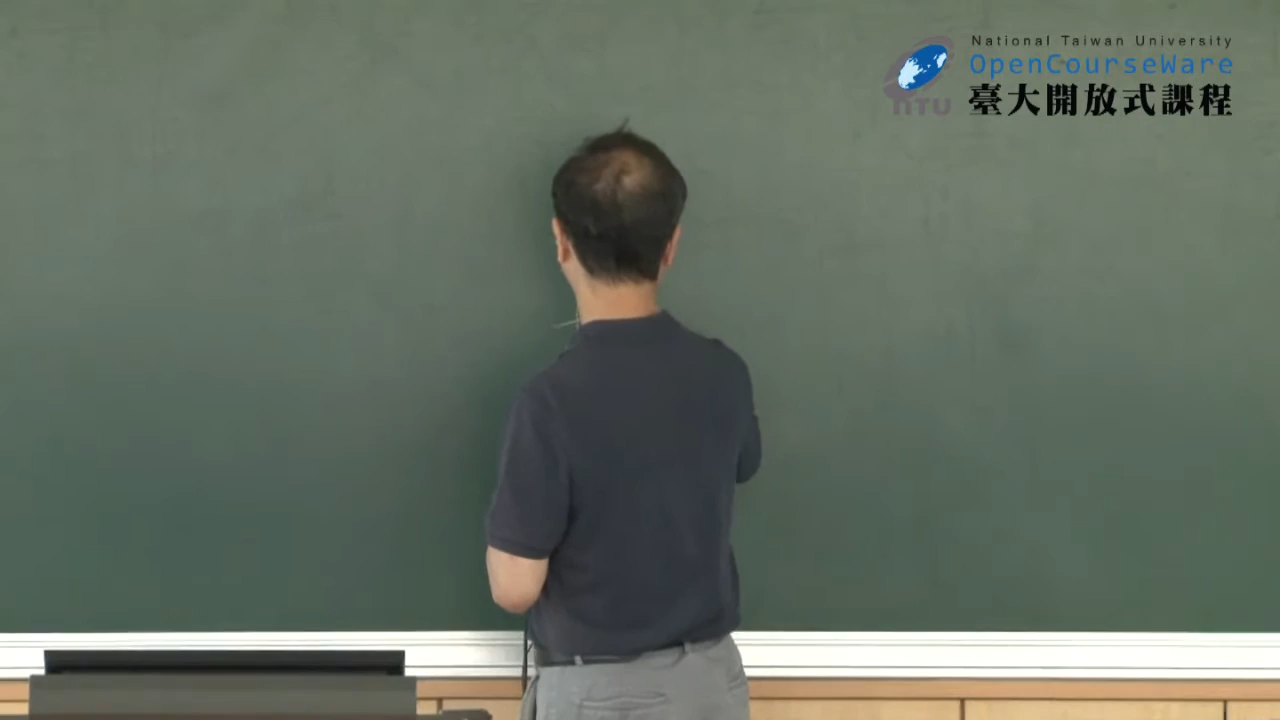 National Taiwan University
OpenCourseWare
NTU
臺大開放式課程